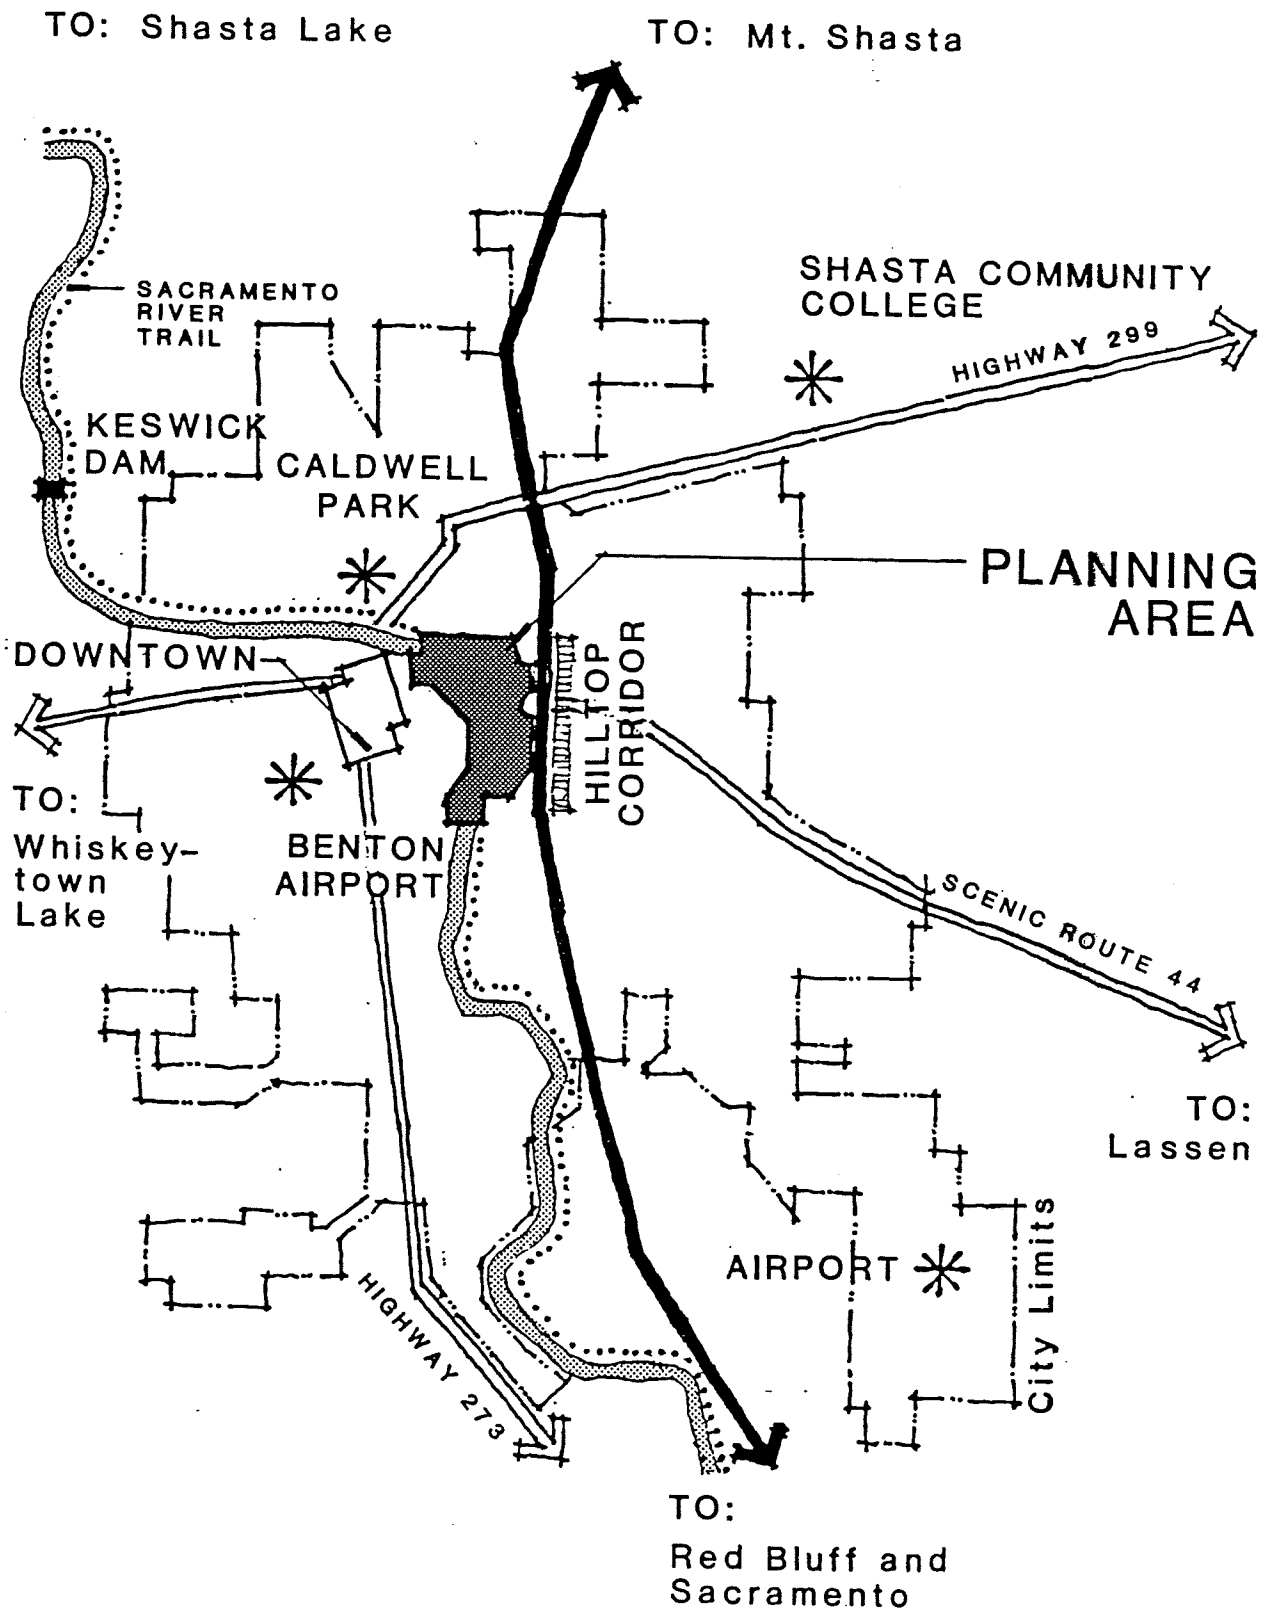 TO: Shasta Lake
TO: Mt. Shasta
SHASTA COMMUNITY
COLLEGE
SACRAMENTO
RIVER
TRAIL
HIGHWAY 299
KESWICK
DAM
CALDWELL
PARK
PLANNING
AREA
DOWNTOWN
HILLTOP
CORRIDOR
TO:
Whiskey-
town
Lake
BENTON
AIRPORT
SCENIC ROUTE 44
TO:
Lassen
AIRPORT
City Limits
HIGHWAY 273
TO:
Red Bluff and
Sacramento